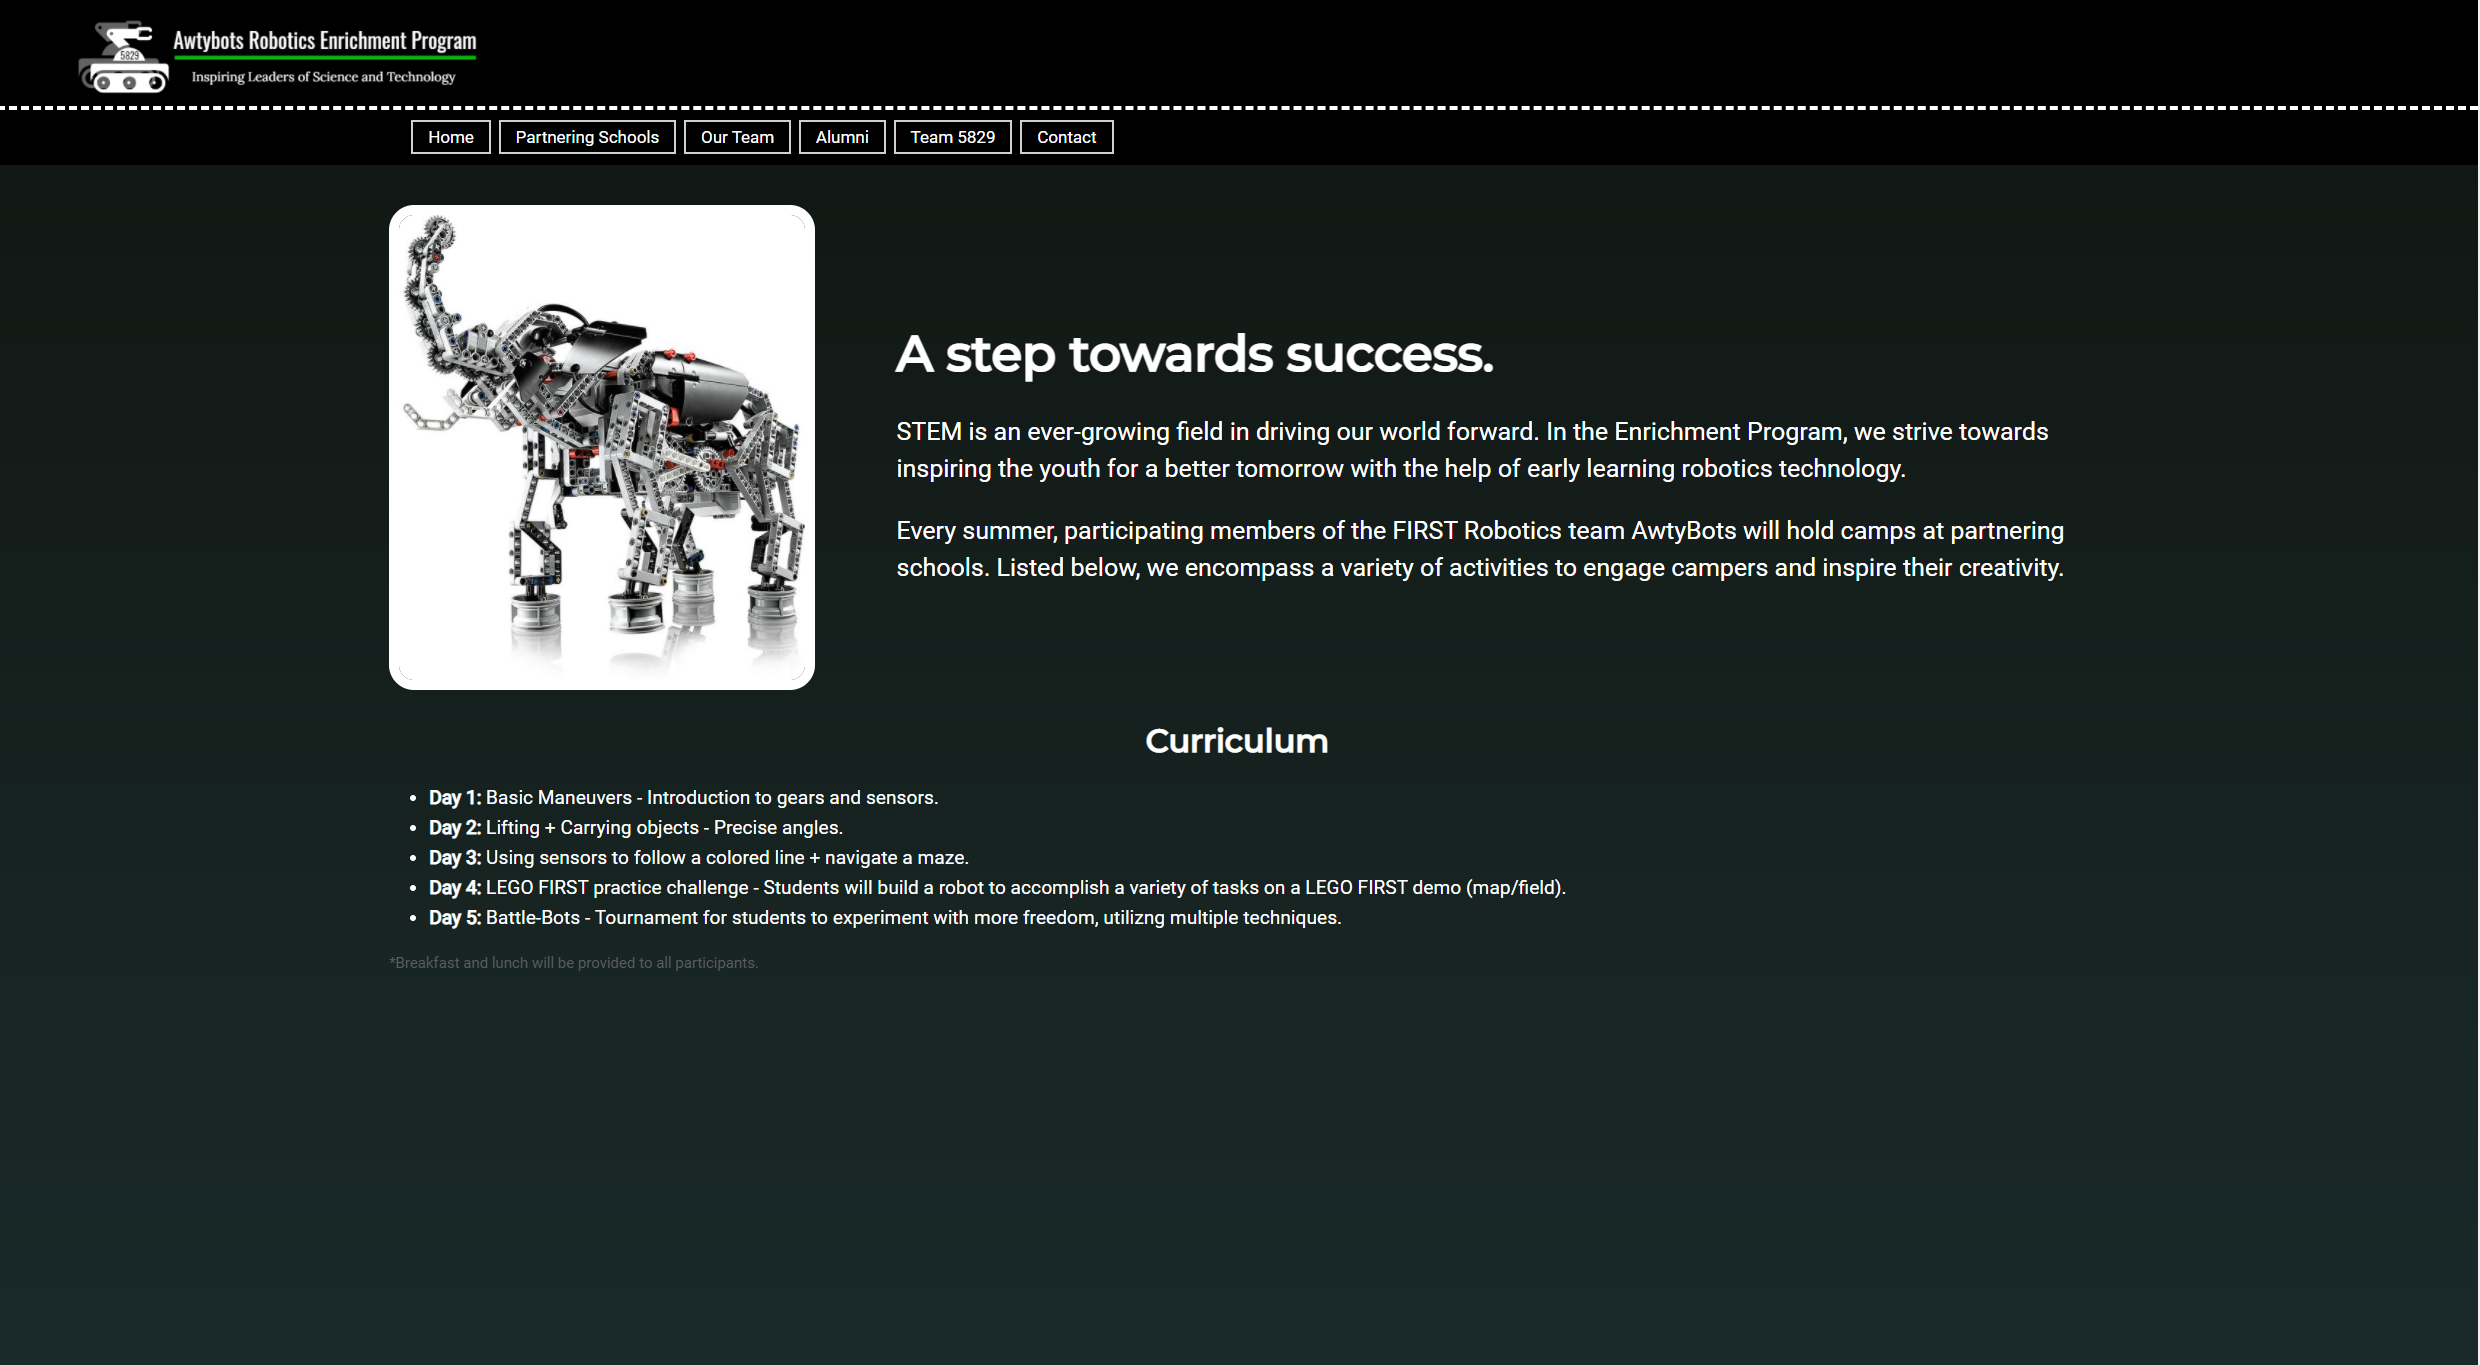 Awtybots Robotics Enrichment Program
5829
Inspiring Leaders of Science and Technology
Home
Partnering Schools
Our Team
Alumni
Team 5829
Contact
A step towards success.
STEM is an ever-growing field in driving our world forward. In the Enrichment Program, we strive towards
inspiring the youth for a better tomorrow with the help of early learning robotics technology.
Every summer, participating members of the FIRST Robotics team AwtyBots will hold camps at partnering
schools. Listed below, we encompass a variety of activities to engage campers and inspire their creativity.
Curriculum
• Day 1: Basic Maneuvers - Introduction to gears and sensors.
• Day 2: Lifting + Carrying objects - Precise angles.
• Day 3: Using sensors to follow a colored line + navigate a maze.
• Day 4: LEGO FIRST practice challenge - Students will build a robot to accomplish a variety of tasks on a LEGO FIRST demo (map/field).
• Day 5: Battle-Bots - Tournament for students to experiment with more freedom, utilizng multiple techniques.
*Breakfast and lunch will be provided to all participants.